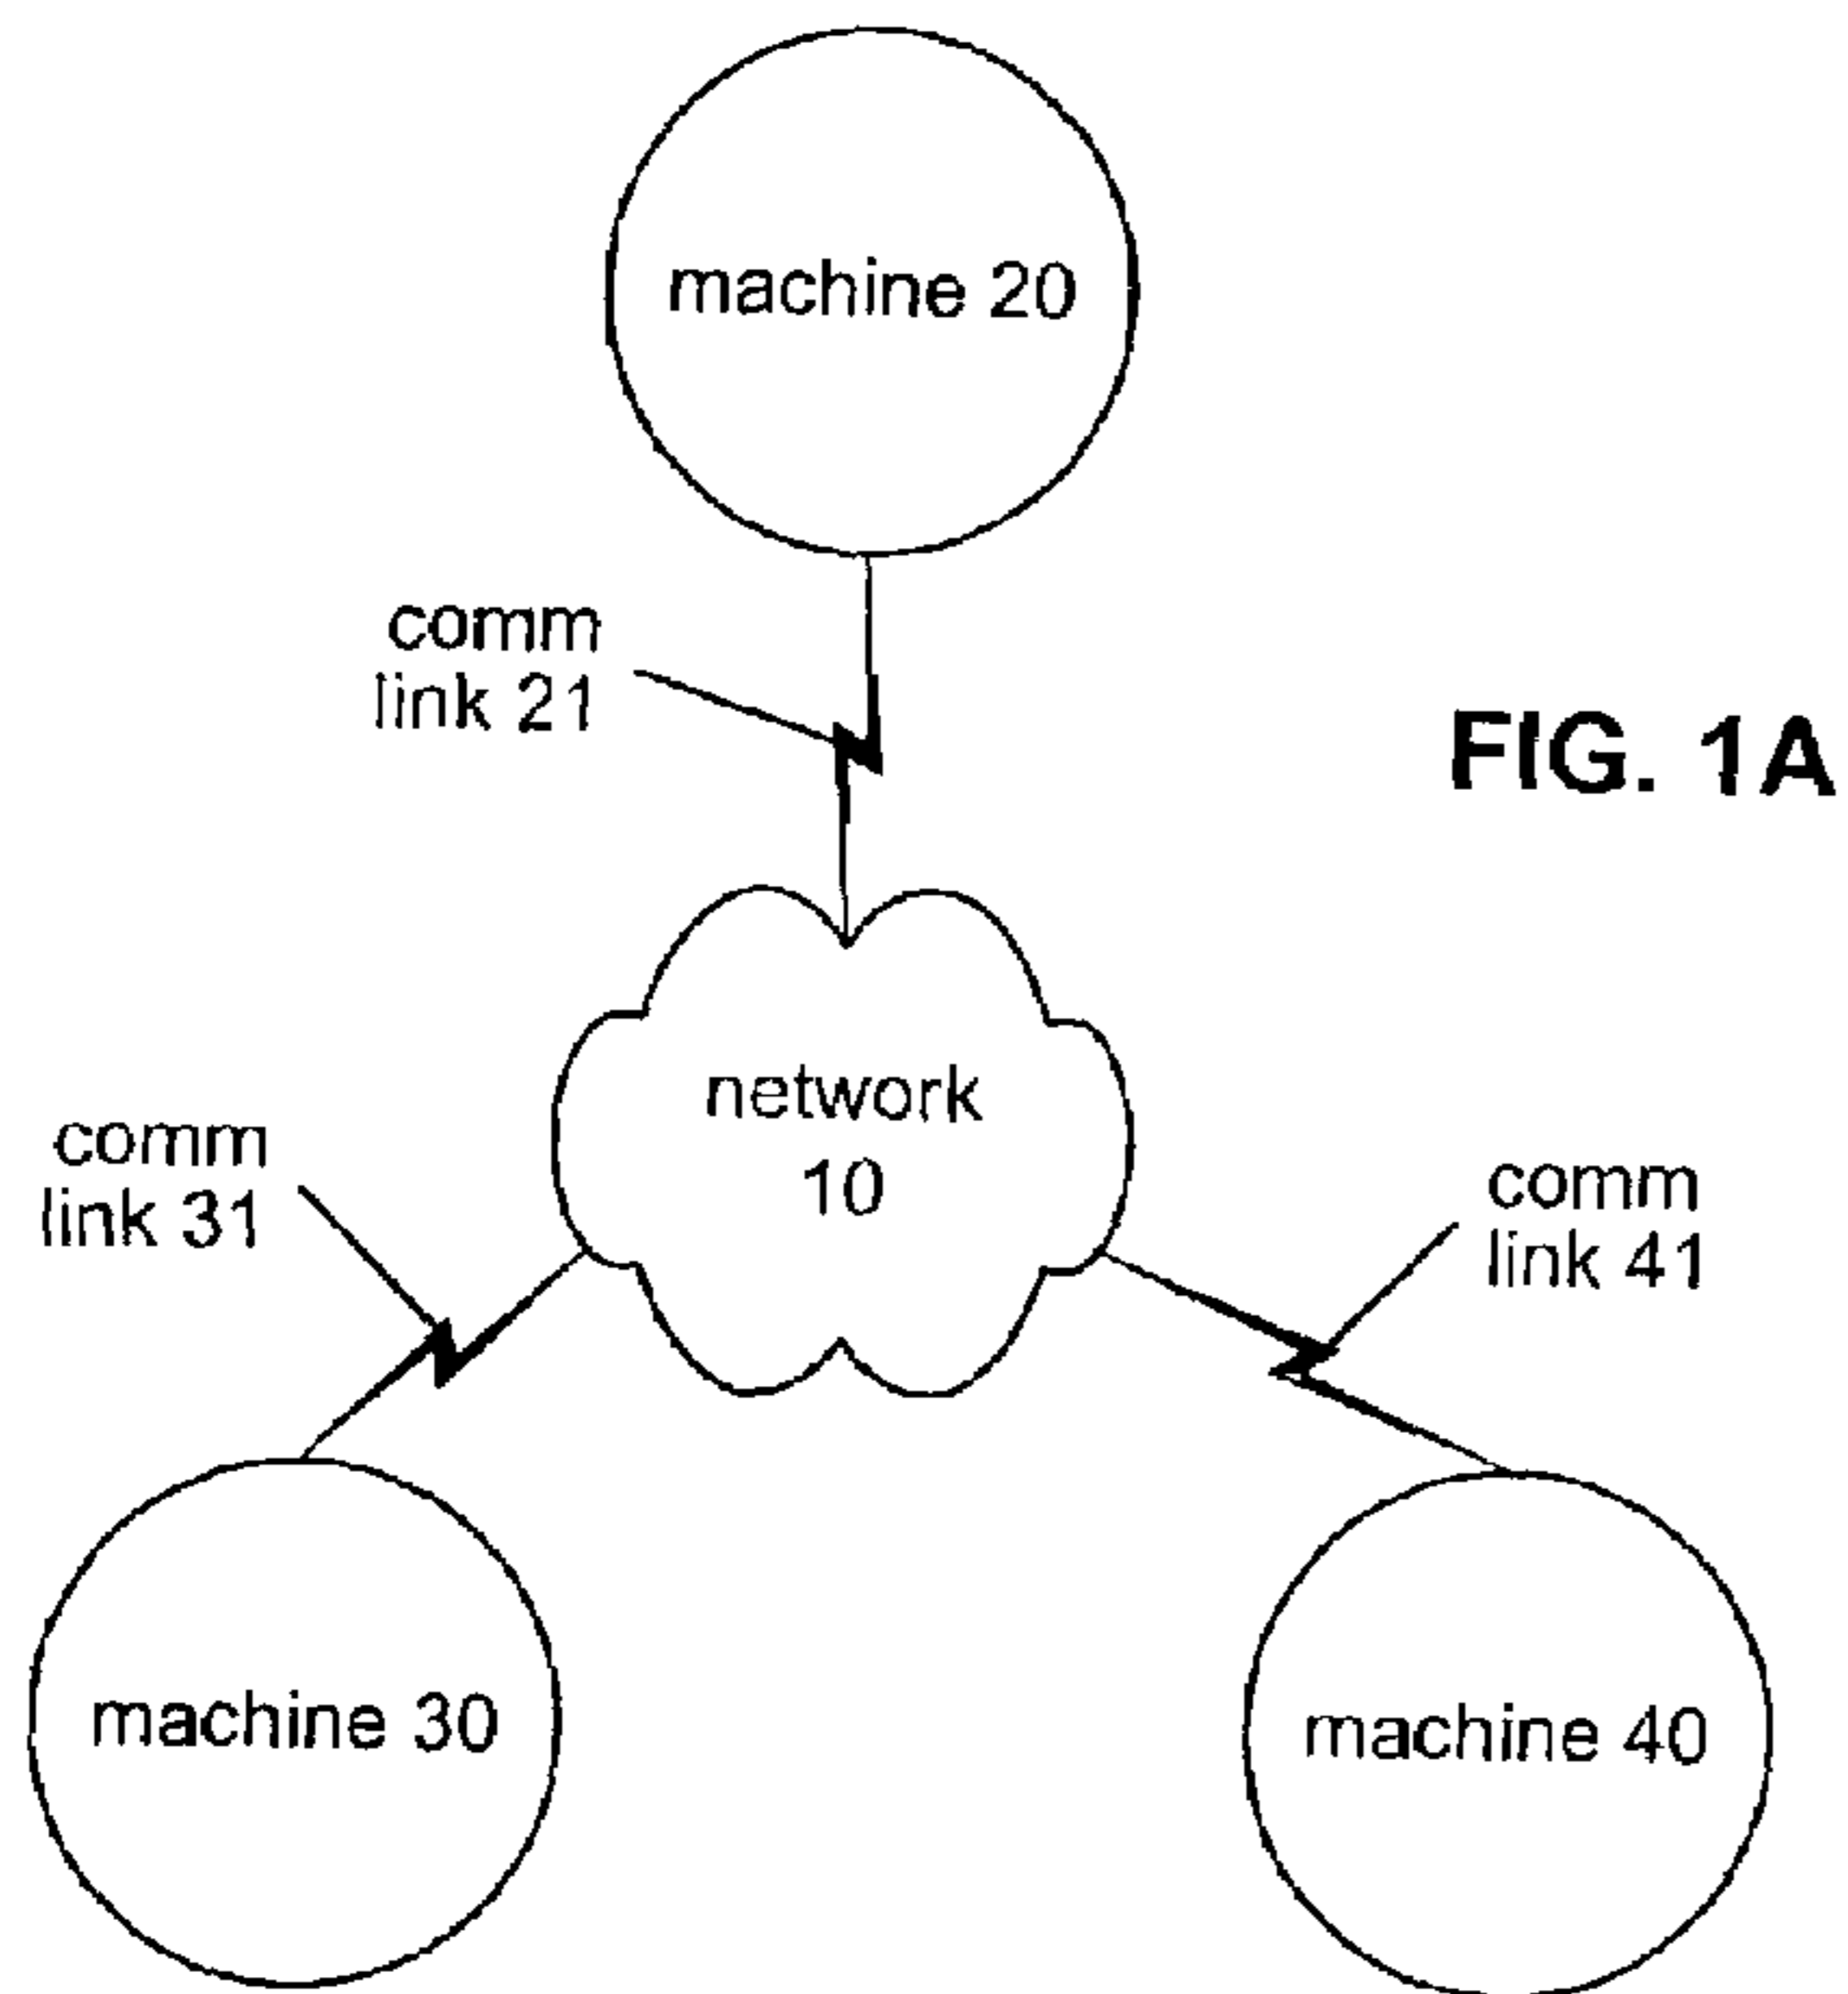 machine 20
comm
link 21
FIG. 1A
network
10
comm
link 31
comm
link 41
machine 30
machine 40